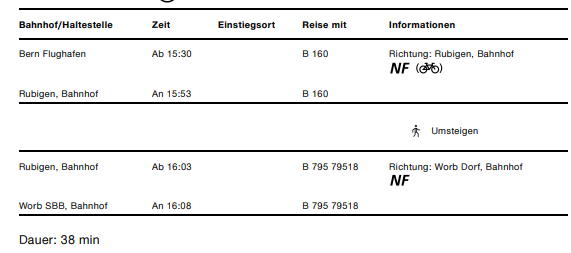 Bahnhof/Haltestelle Zeit Einstiegsort Reise mit Informationen
Bern Flughafen Ab 15:30 B 160 Richtung: Rubigen, Bahnhof
NF
Rubigen, Bahnhof An 15:53 B 160
Umsteigen
Rubigen, Bahnhof Ab 16:03 B 795 79518 Richtung: Worb Dorf, Bahnhof
NF
Worb SBB, Bahnhof An 16:08 B 795 79518
Dauer: 38 min